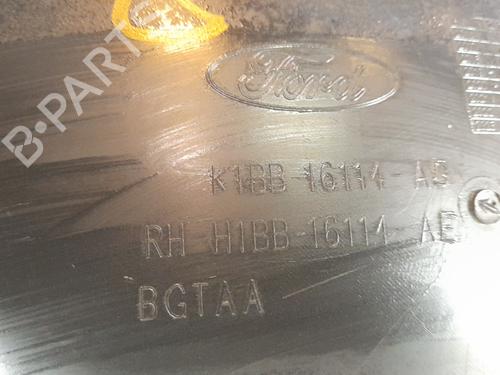 Ford
K1BB-16114-AB
RH H1BB-16114-AE
BGTAA
B-PARTS